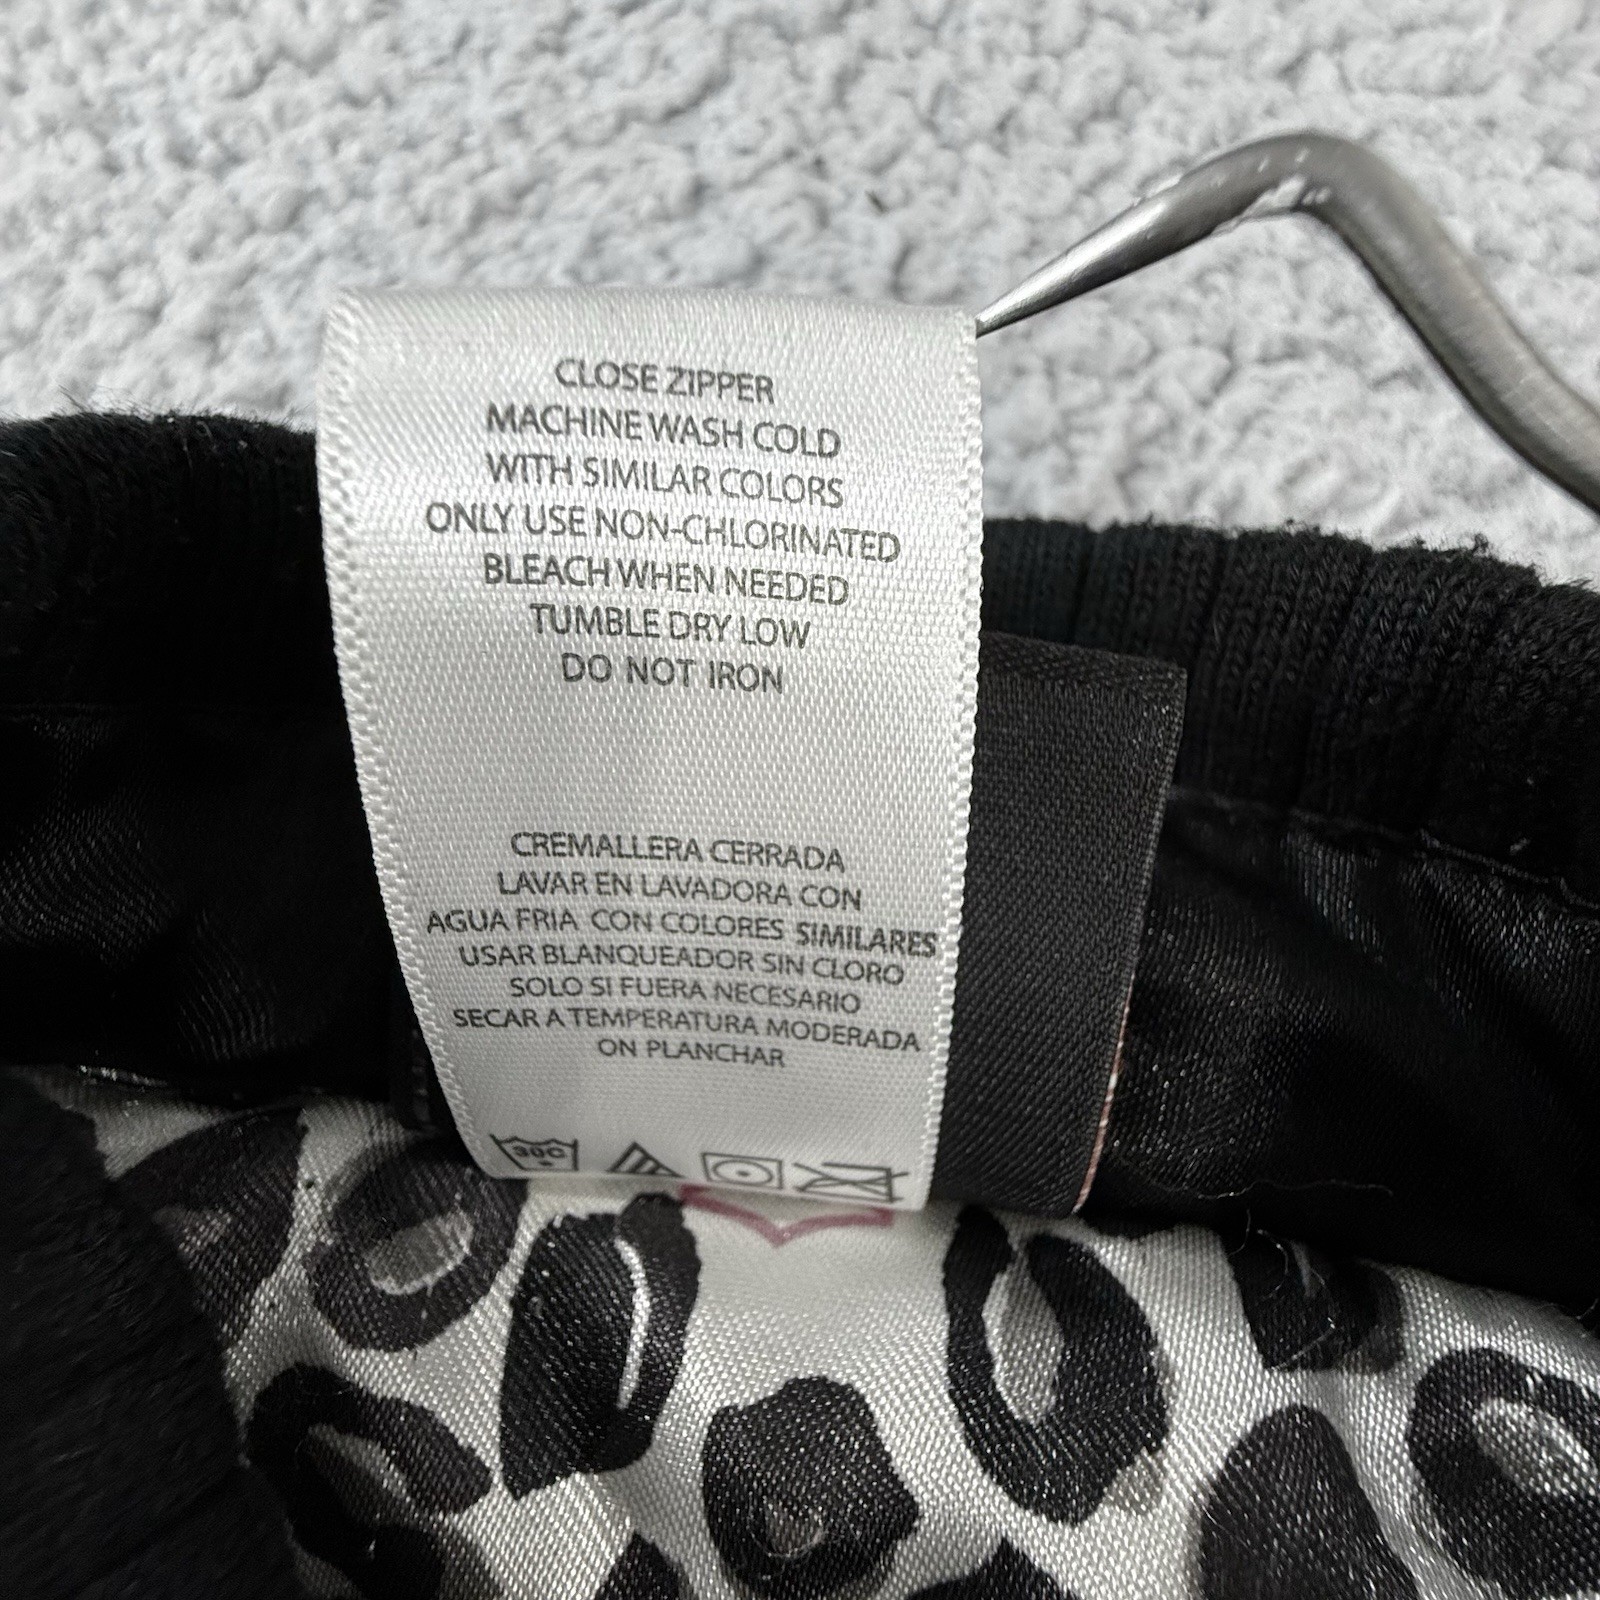 CLOSE ZIPPER
MACHINE WASH COLD
WITH SIMILAR COLORS
ONLY USE NON-CHLORINATED
BLEACH WHEN NEEDED
TUMBLE DRY LOW
DO NOT IRON
CREMALLERA CERRADA
LAVAR EN LAVADORA CON
AGUA FRIA CON COLORES SIMILARES
USAR BLANQUEADOR SIN CLORO
SOLO SI FUERA NECESARIO
SECAR A TEMPERATURA MODERADA
ON PLANCHAR
30C